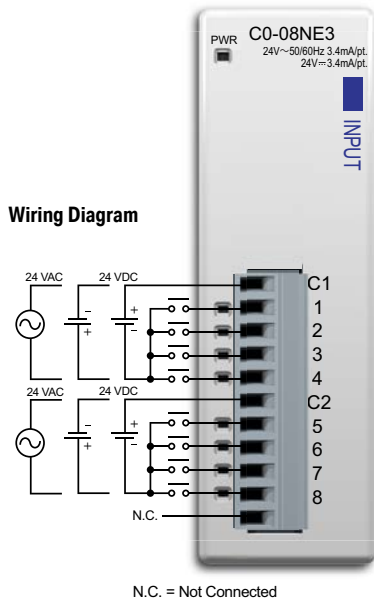 PWR
C0-08NE3
24V~50/60Hz 3.4mA/pt.
24V⎓3.4mA/pt.
INPUT
Wiring Diagram
24 VAC
24 VDC
C1
1
2
3
4
24 VAC
24 VDC
C2
5
6
7
8
N.C.
N.C. = Not Connected